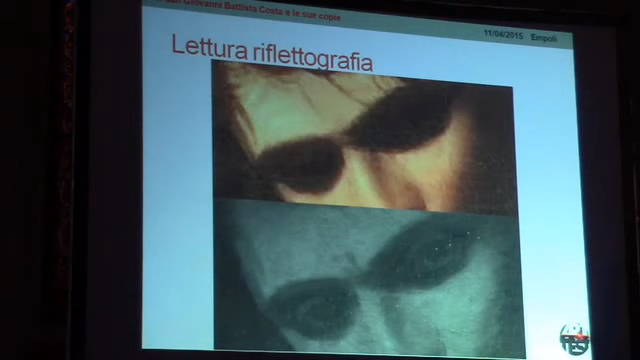 San Giovanni Battista Costa e le sue copie
11/04/2015 Empoli
Lettura riflettografia